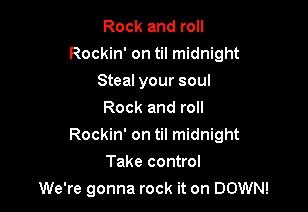 Rock and roll
Rockin' on til midnight
Steal your soul
Rock and roll
Rockin' on til midnight
Take control
We're gonna rock it on DOWN!